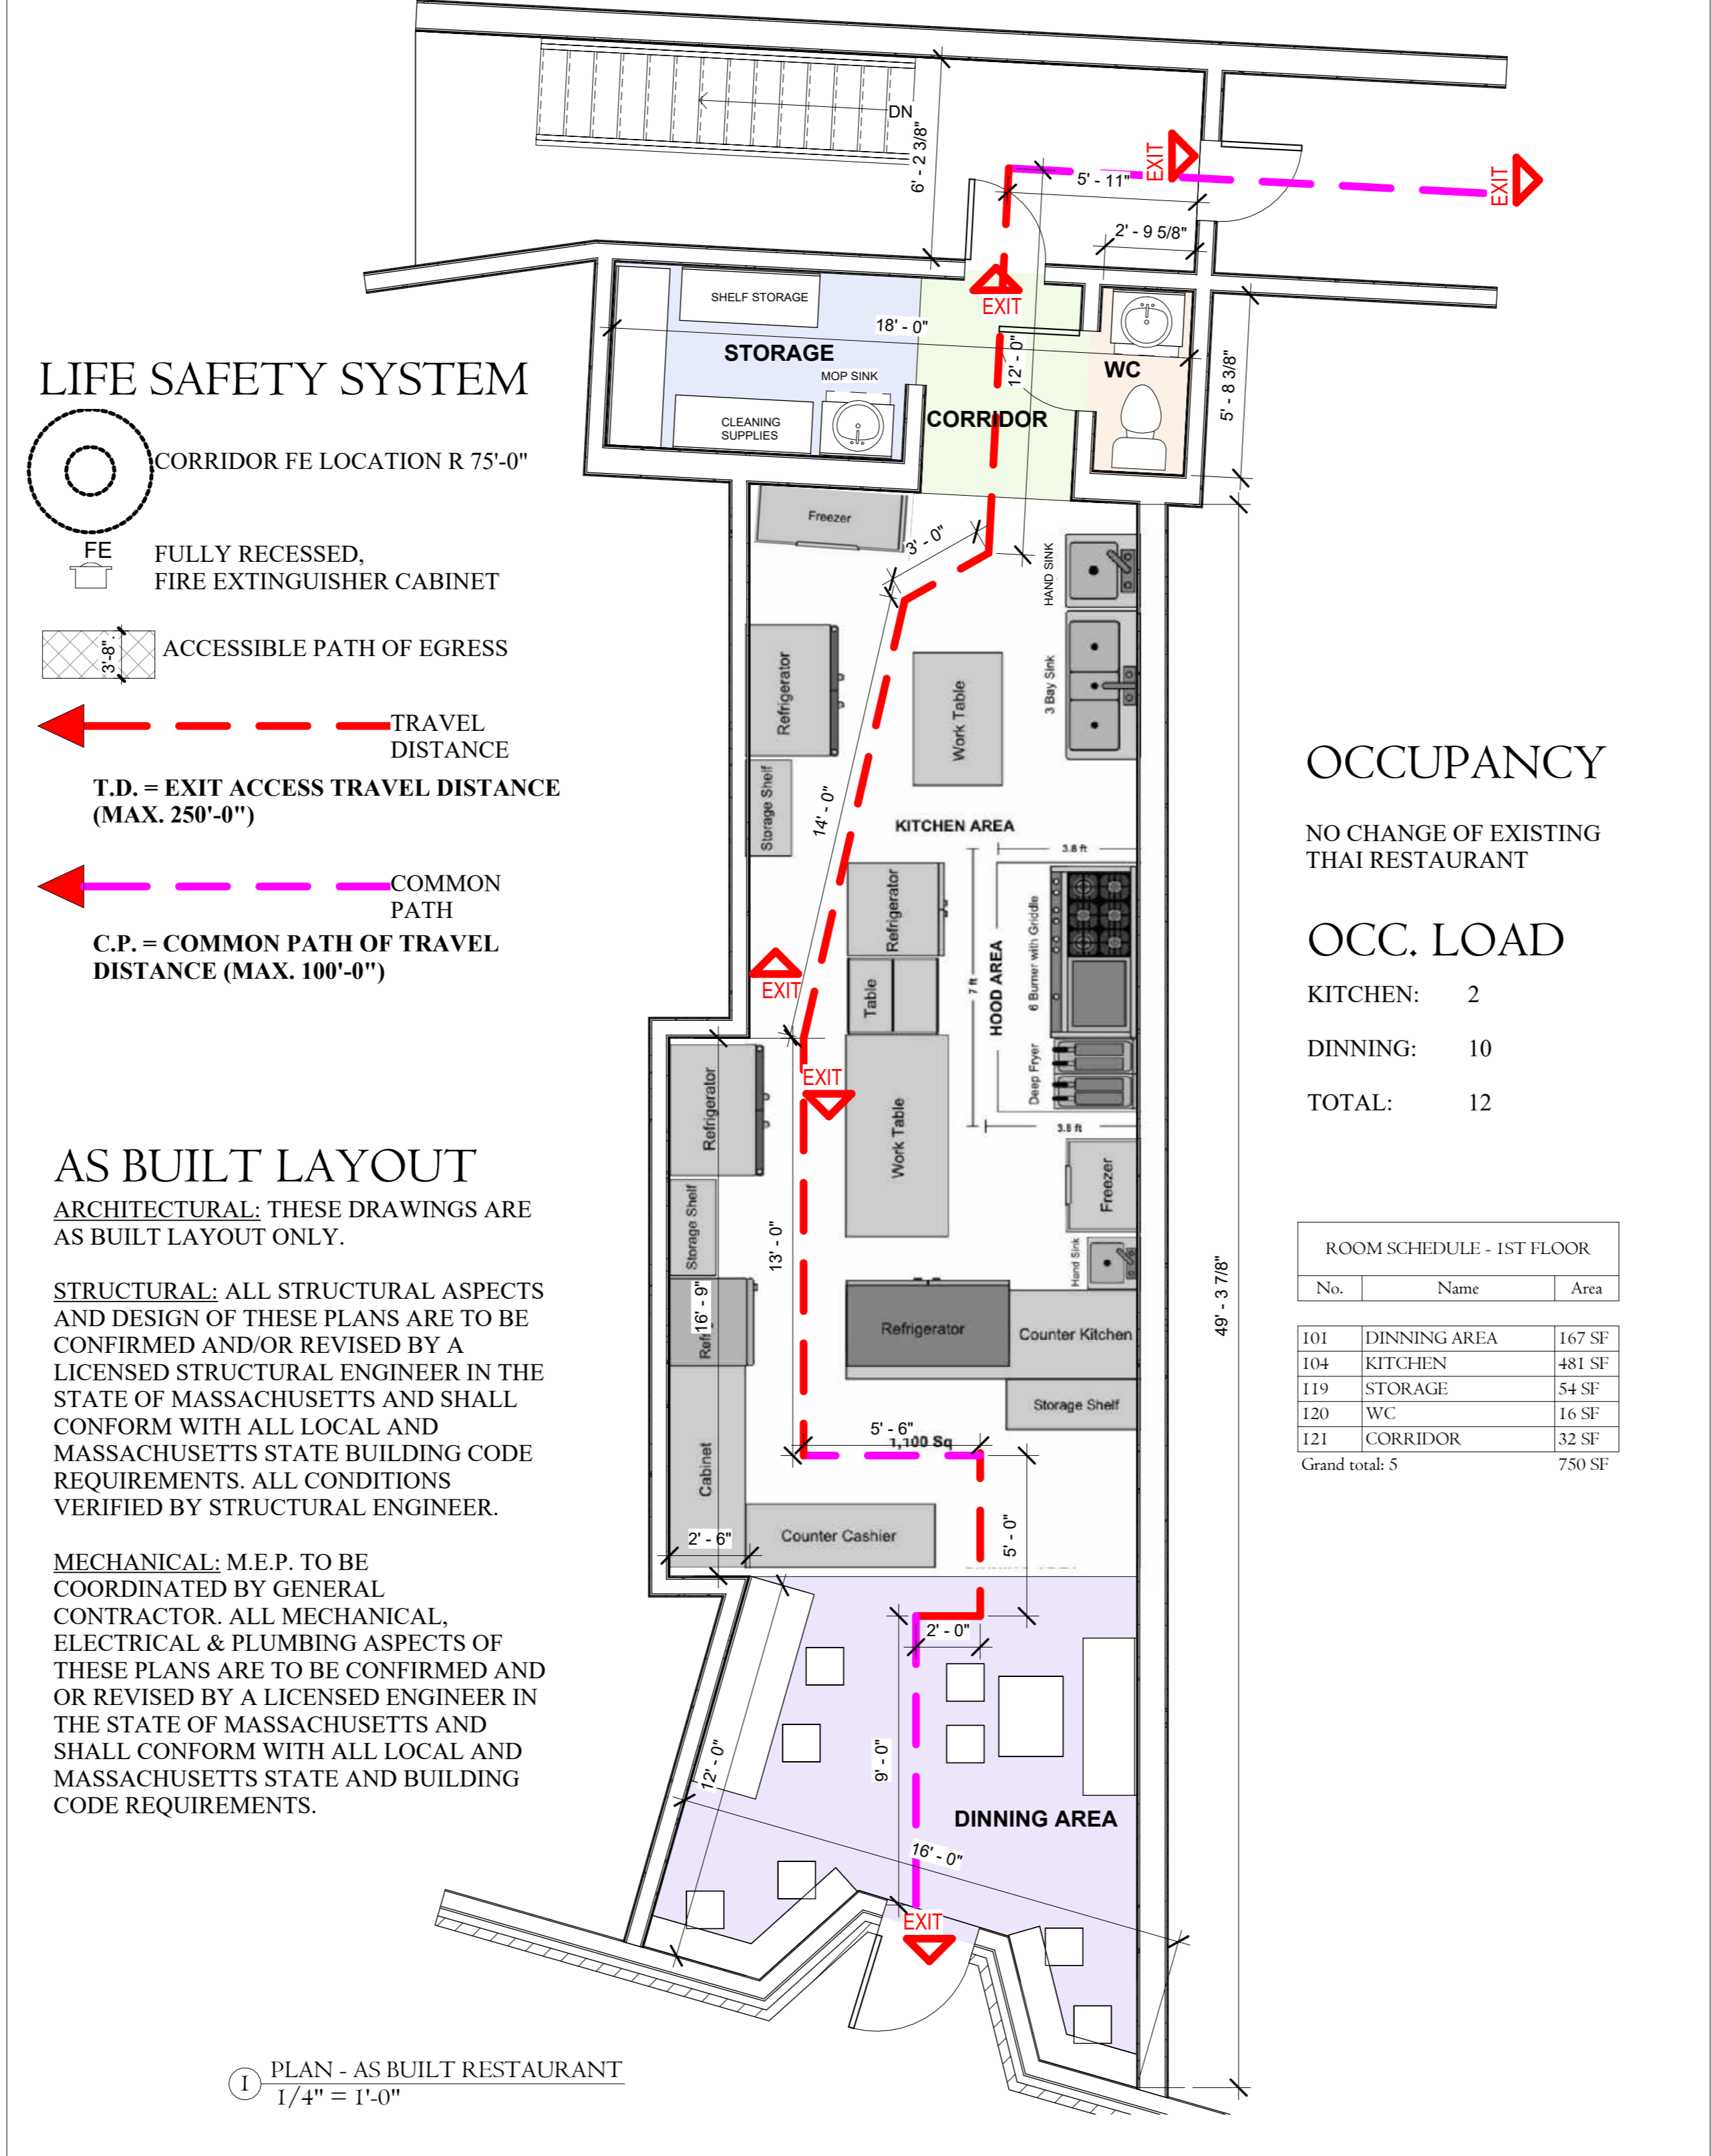 DN
6' - 2 3/8"
EXIT
5' - 11"
EXIT
2' - 9 5/8"
SHELF STORAGE
EXIT
18' - 0"
STORAGE
12' - 0"
WC
5' - 8 3/8"
MOP SINK
CLEANING
SUPPLIES
CORRIDOR
LIFE SAFETY SYSTEM
CORRIDOR FE LOCATION R 75'-0"
FE
FULLY RECESSED,
FIRE EXTINGUISHER CABINET
3'-8"
ACCESSIBLE PATH OF EGRESS
TRAVEL
DISTANCE
T.D. = EXIT ACCESS TRAVEL DISTANCE
(MAX. 250'-0")
COMMON
PATH
C.P. = COMMON PATH OF TRAVEL
DISTANCE (MAX. 100'-0")
AS BUILT LAYOUT
ARCHITECTURAL: THESE DRAWINGS ARE
AS BUILT LAYOUT ONLY.
STRUCTURAL: ALL STRUCTURAL ASPECTS
AND DESIGN OF THESE PLANS ARE TO BE
CONFIRMED AND/OR REVISED BY A
LICENSED STRUCTURAL ENGINEER IN THE
STATE OF MASSACHUSETTS AND SHALL
CONFORM WITH ALL LOCAL AND
MASSACHUSETTS STATE BUILDING CODE
REQUIREMENTS. ALL CONDITIONS
VERIFIED BY STRUCTURAL ENGINEER.
MECHANICAL: M.E.P. TO BE
COORDINATED BY GENERAL
CONTRACTOR. ALL MECHANICAL,
ELECTRICAL & PLUMBING ASPECTS OF
THESE PLANS ARE TO BE CONFIRMED AND
OR REVISED BY A LICENSED ENGINEER IN
THE STATE OF MASSACHUSETTS AND
SHALL CONFORM WITH ALL LOCAL AND
MASSACHUSETTS STATE AND BUILDING
CODE REQUIREMENTS.
Freezer
3' - 0"
HAND SINK
Refrigerator
Work Table
3 Bay Sink
Storage Shelf
14' - 0"
KITCHEN AREA
3.8 ft
Refrigerator
7 ft
HOOD AREA
6 Burner with Griddle
EXIT
Table
EXIT
Deep Fryer
3.8 ft
Refrigerator
Work Table
Freezer
Storage Shelf
13' - 0"
Hand Sink
16' - 9"
Refrigerator
Counter Kitchen
Storage Shelf
5' - 6"
1,100 Sq
Cabinet
2' - 6"
Counter Cashier
5' - 0"
2' - 0"
12' - 0"
9' - 0"
DINNING AREA
16' - 0"
EXIT
49' - 3 7/8"
OCCUPANCY
NO CHANGE OF EXISTING
THAI RESTAURANT
OCC. LOAD
KITCHEN: 2
DINNING: 10
TOTAL: 12
ROOM SCHEDULE - 1ST FLOOR
No. Name Area
101 DINNING AREA 167 SF
104 KITCHEN 481 SF
119 STORAGE 54 SF
120 WC 16 SF
121 CORRIDOR 32 SF
Grand total: 5 750 SF
1 PLAN - AS BUILT RESTAURANT
1/4" = 1'-0"